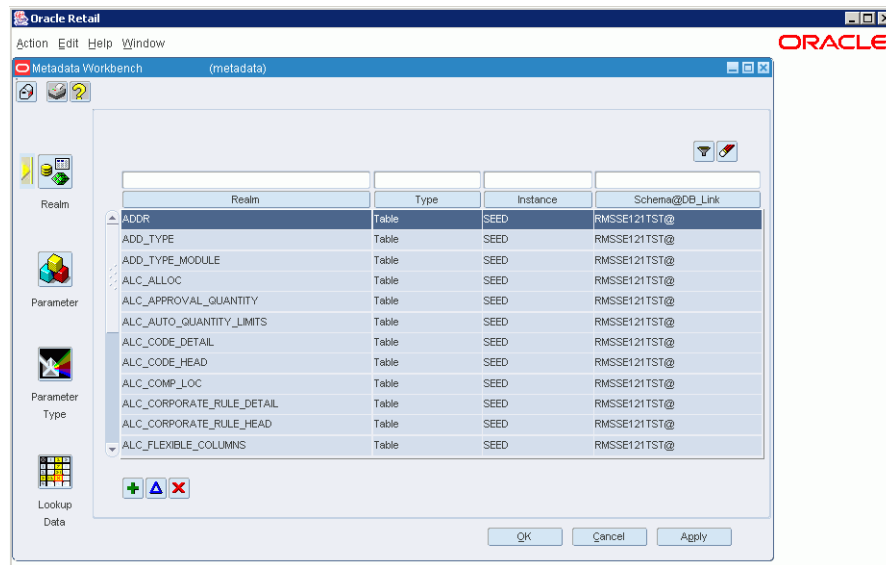 Oracle Retail
Action Edit Help Window
ORACLE
Metadata Workbench (metadata)
Realm Type Instance Schema@DB_Link
Realm
ADDR Table SEED RMSSE121TST@
ADD_TYPE Table SEED RMSSE121TST@
ADD_TYPE_MODULE Table SEED RMSSE121TST@
ALC_ALLOC Table SEED RMSSE121TST@
Parameter
ALC_APPROVAL_QUANTITY Table SEED RMSSE121TST@
ALC_AUTO_QUANTITY_LIMITS Table SEED RMSSE121TST@
ALC_CODE_DETAIL Table SEED RMSSE121TST@
ALC_CODE_HEAD Table SEED RMSSE121TST@
ALC_COMP_LOC Table SEED RMSSE121TST@
Parameter
Type
ALC_CORPORATE_RULE_DETAIL Table SEED RMSSE121TST@
ALC_CORPORATE_RULE_HEAD Table SEED RMSSE121TST@
ALC_FLEXIBLE_COLUMNS Table SEED RMSSE121TST@
Lookup
Data
OK Cancel Apply